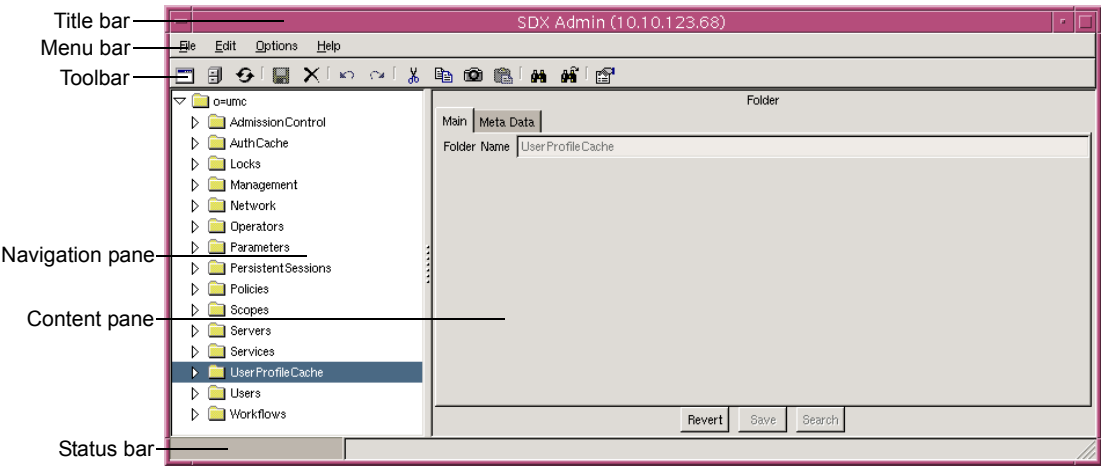 Title bar
SDX Admin (10.10.123.68)
Menu bar
File Edit Options Help
Toolbar
o=umc
AdmissionControl
AuthCache
Locks
Management
Network
Operators
Parameters
PersistentSessions
Policies
Scopes
Servers
Services
UserProfileCache
Users
Workflows
Navigation pane
Content pane
Folder
Main Meta Data
Folder Name UserProfileCache
Revert Save Search
Status bar